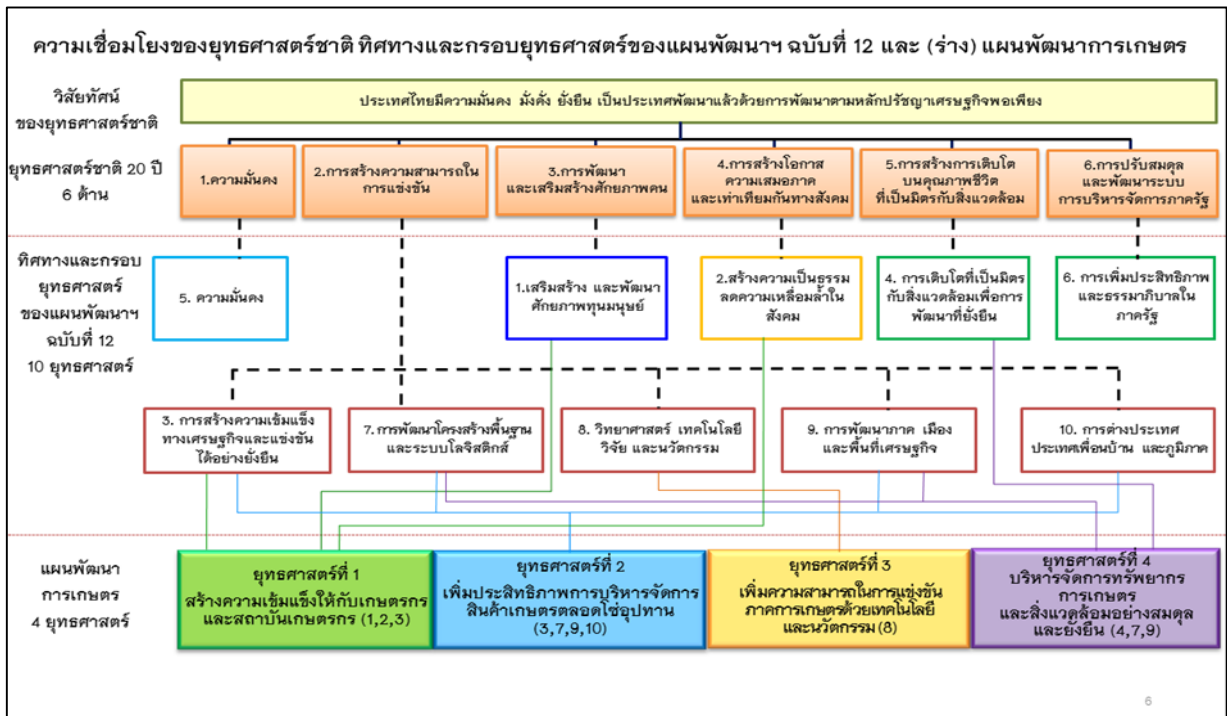 ความเชื่อมโยงของยุทธศาสตร์ชาติ ทิศทางและกรอบยุทธศาสตร์ของแผนพัฒนาฯ ฉบับที่ 12 และ (ร่าง) แผนพัฒนาการเกษตร
วิสัยทัศน์
ของยุทธศาสตร์ชาติ
ประเทศไทยมีความมั่นคง มั่งคั่ง ยั่งยืน เป็นประเทศพัฒนาแล้วด้วยการพัฒนาตามหลักปรัชญาเศรษฐกิจพอเพียง
ยุทธศาสตร์ชาติ 20 ปี
6 ด้าน
1.ความมั่นคง
2.การสร้างความสามารถใน
การแข่งขัน
3.การพัฒนา
และเสริมสร้างศักยภาพคน
4.การสร้างโอกาส
ความเสมอภาค
และเท่าเทียมกันทางสังคม
5.การสร้างการเติบโต
บนคุณภาพชีวิต
ที่เป็นมิตรกับสิ่งแวดล้อม
6.การปรับสมดุล
และพัฒนาระบบ
การบริหารจัดการภาครัฐ
ทิศทางและกรอบ
ยุทธศาสตร์
ของแผนพัฒนาฯ
ฉบับที่ 12
10 ยุทธศาสตร์
5. ความมั่นคง
1.เสริมสร้าง และพัฒนา
ศักยภาพทุนมนุษย์
2.สร้างความเป็นธรรม
ลดความเหลื่อมล้ำใน
สังคม
4. การเติบโตที่เป็นมิตร
กับสิ่งแวดล้อมเพื่อการ
พัฒนาที่ยั่งยืน
6. การเพิ่มประสิทธิภาพ
และธรรมาภิบาลใน
ภาครัฐ
3. การสร้างความเข้มแข็ง
ทางเศรษฐกิจและแข่งขัน
ได้อย่างยั่งยืน
7.การพัฒนาโครงสร้างพื้นฐาน
และระบบโลจิสติกส์
8. วิทยาศาสตร์ เทคโนโลยี
วิจัย และนวัตกรรม
9. การพัฒนาภาค เมือง
และพื้นที่เศรษฐกิจ
10. การต่างประเทศ
ประเทศเพื่อนบ้าน และภูมิภาค
แผนพัฒนา
การเกษตร
4 ยุทธศาสตร์
ยุทธศาสตร์ที่ 1
สร้างความเข้มแข็งให้กับเกษตรกร
และสถาบันเกษตรกร (1,2,3)
ยุทธศาสตร์ที่ 2
เพิ่มประสิทธิภาพการบริหารจัดการ
สินค้าเกษตรตลอดโซ่อุปทาน
(3,7,9,10)
ยุทธศาสตร์ที่ 3
เพิ่มความสามารถในการแข่งขัน
ภาคการเกษตรด้วยเทคโนโลยี
และนวัตกรรม (8)
ยุทธศาสตร์ที่ 4
บริหารจัดการทรัพยากร
การเกษตร
และสิ่งแวดล้อมอย่างสมดุล
และยั่งยืน (4,7,9)
6